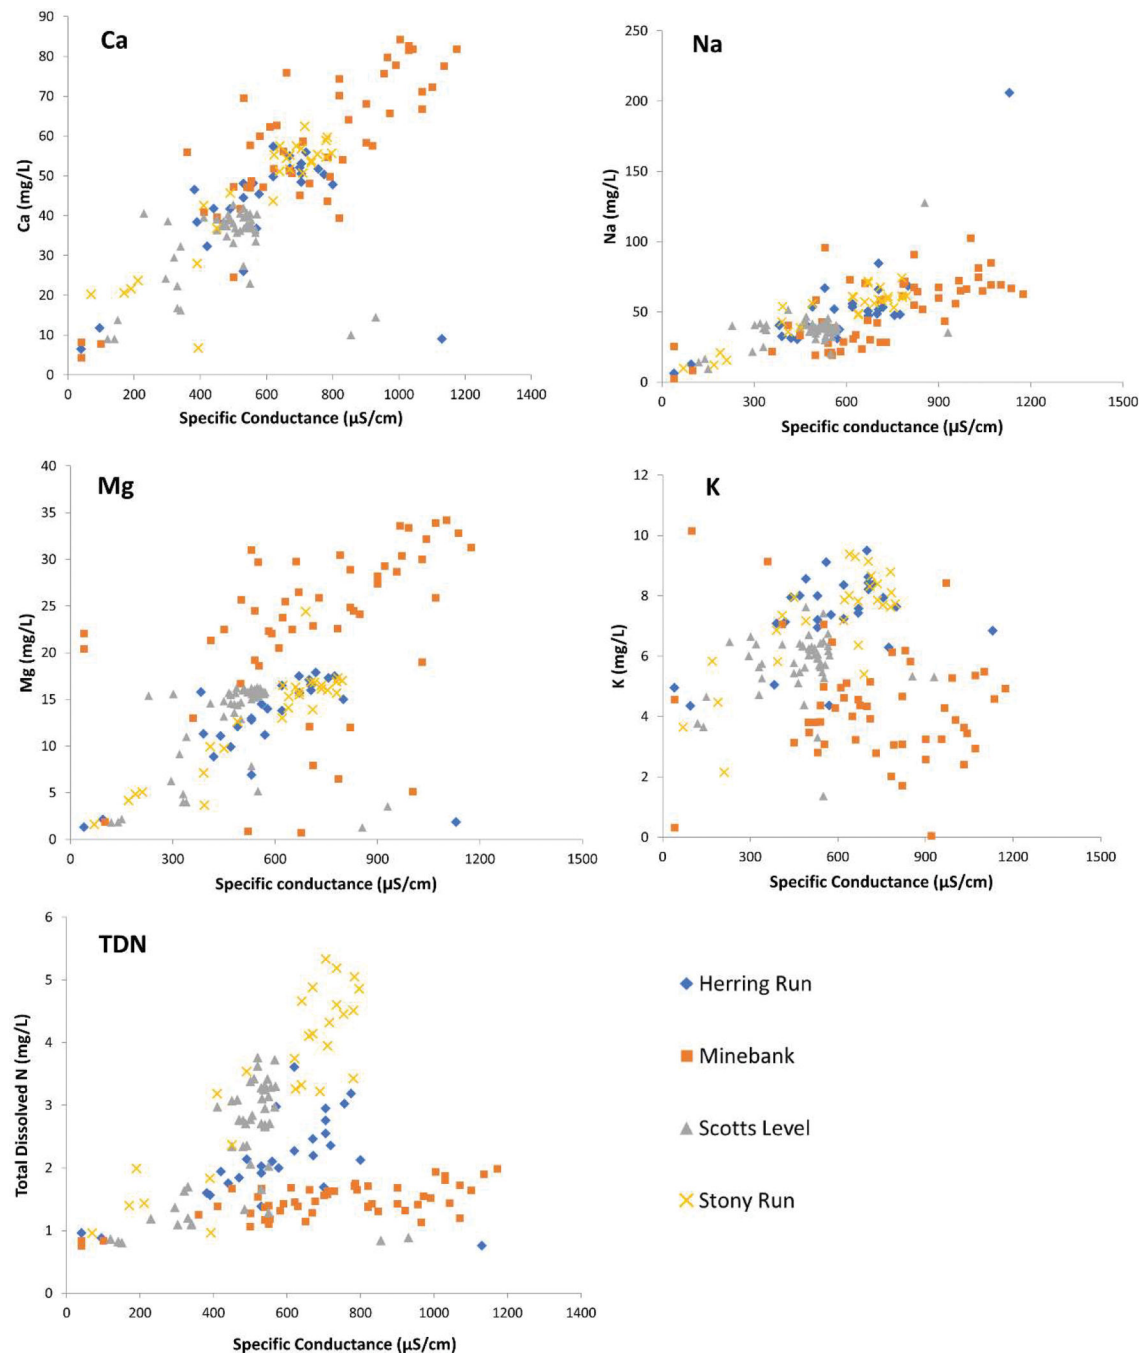 Ca
90
80
70
60
50
40
30
20
10
0
Ca (mg/L)
0 200 400 600 800 1000 1200 1400
Specific Conductance (µS/cm)
Na
250
200
150
100
50
0
Na (mg/L)
0 300 600 900 1200 1500
Specific conductance (µS/cm)
Mg
40
35
30
25
20
15
10
5
0
Mg (mg/L)
0 300 600 900 1200 1500
Specific conductance (µS/cm)
K
12
10
8
6
4
2
0
K (mg/L)
0 300 600 900 1200 1500
Specific Conductance (µS/cm)
TDN
6
5
4
3
2
1
0
Total Dissolved N (mg/L)
0 200 400 600 800 1000 1200 1400
Specific Conductance (µS/cm)
Herring Run
Minebank
Scotts Level
Stony Run